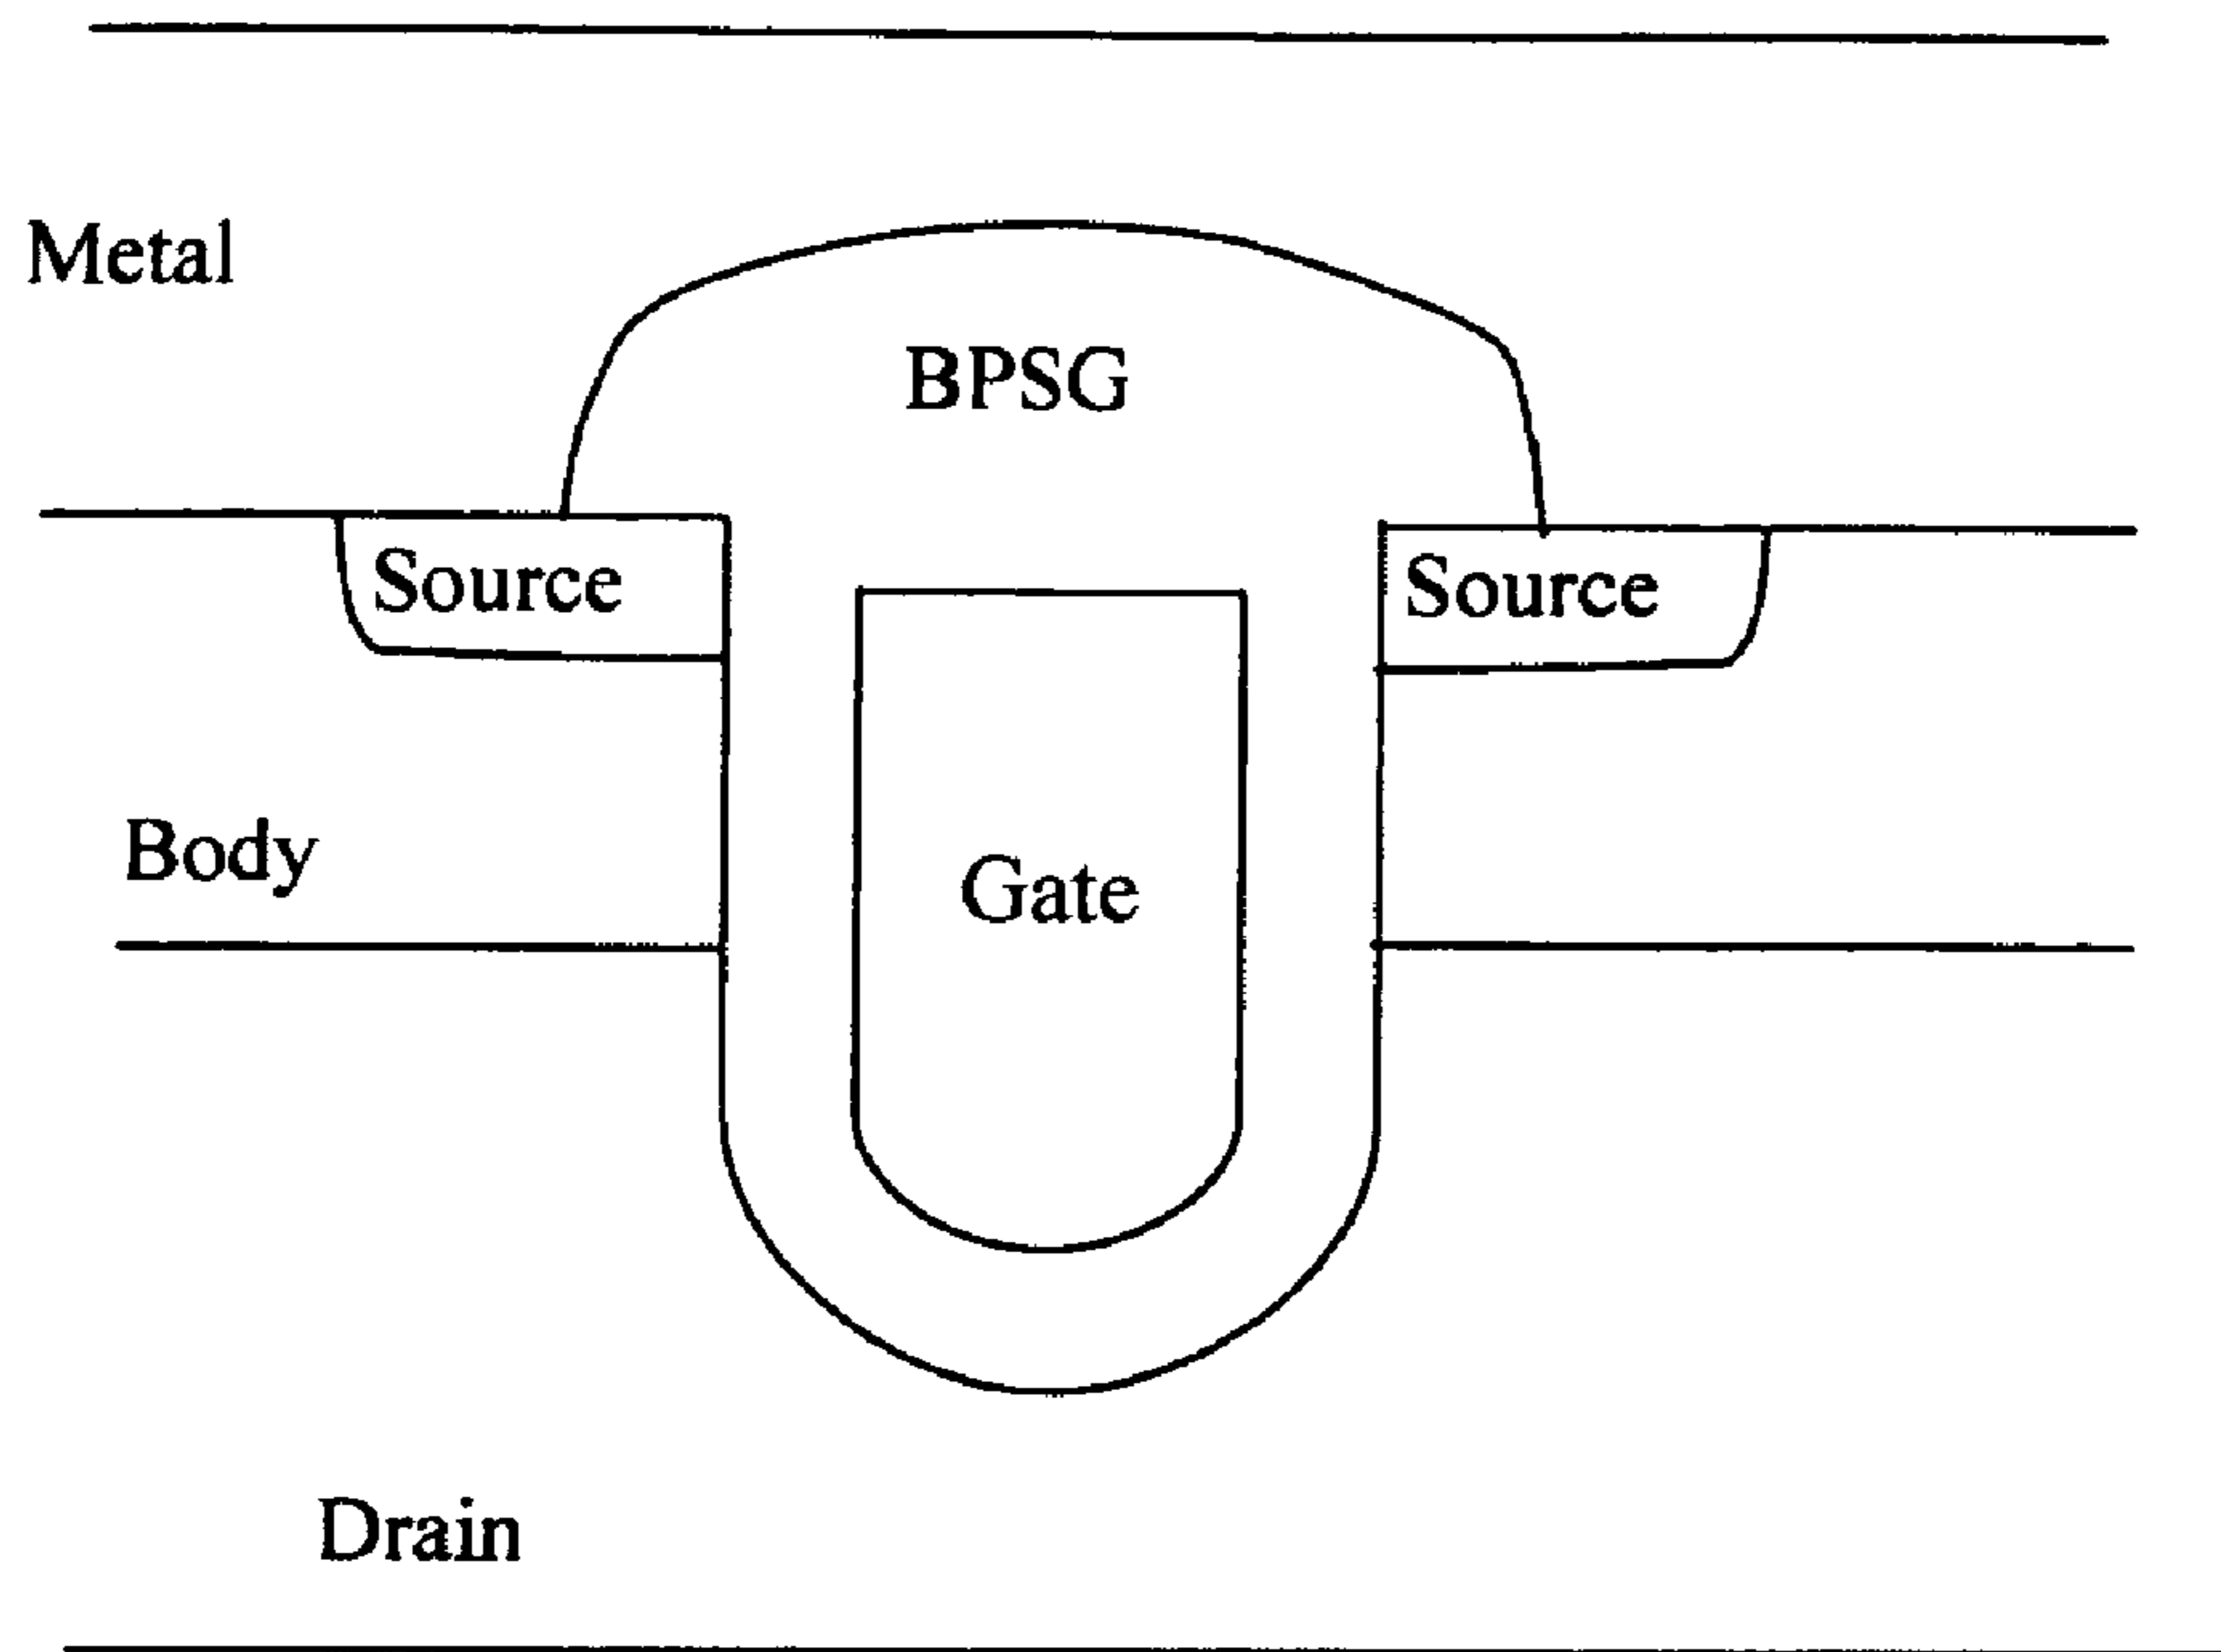 Metal
BPSG
Source
Source
Body
Gate
Drain